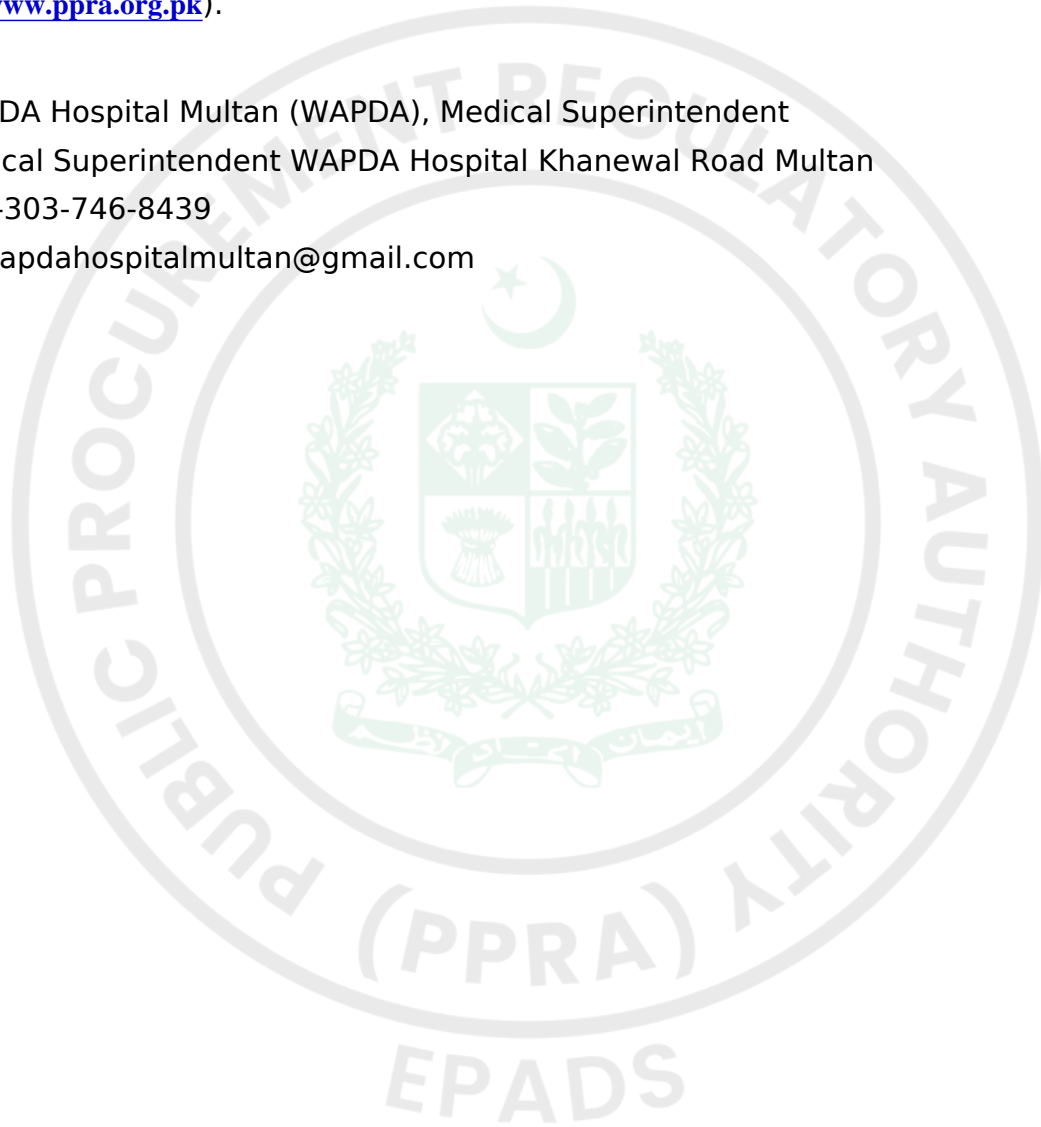 ww.ppra.org.pk).
DA Hospital Multan (WAPDA), Medical Superintendent
cal Superintendent WAPDA Hospital Khanewal Road Multan
-303-746-8439
apdahospitalmultan@gmail.com
PUBLIC PROCUREMENT REGULATORY AUTHORITY
(PPRA)
EPADS